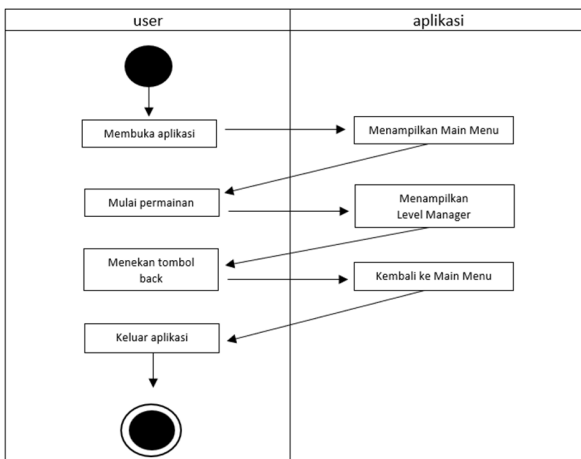 user
aplikasi
Membuka aplikasi
Menampilkan Main Menu
Mulai permainan
Menampilkan
Level Manager
Menekan tombol
back
Kembali ke Main Menu
Keluar aplikasi